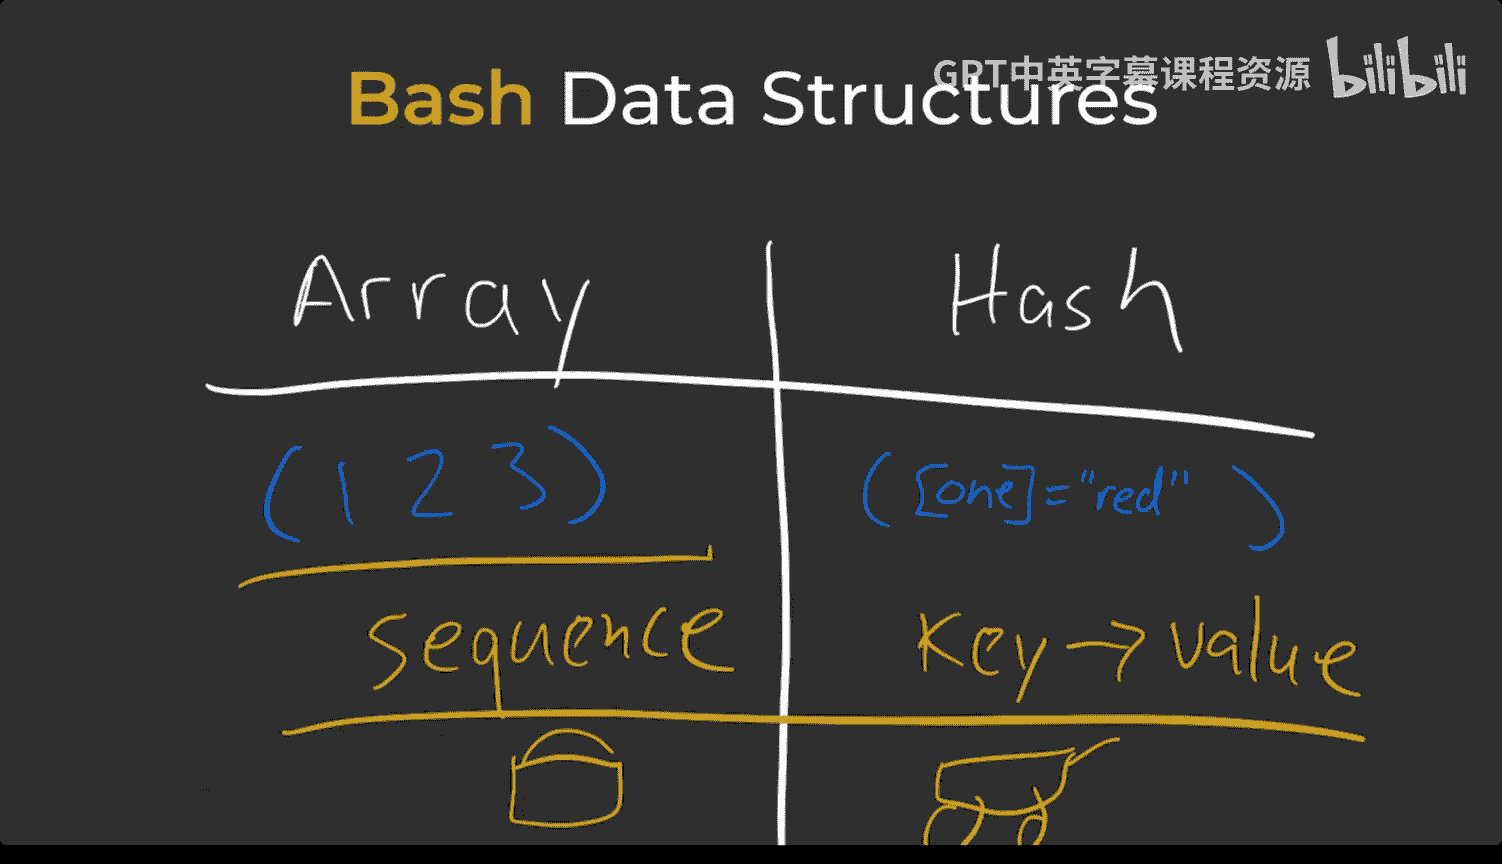 GPT中英字幕课程资源 bilibili
Bash Data Structures
Array Hash
(1 2 3) ([one]="red" )
sequence Key → value